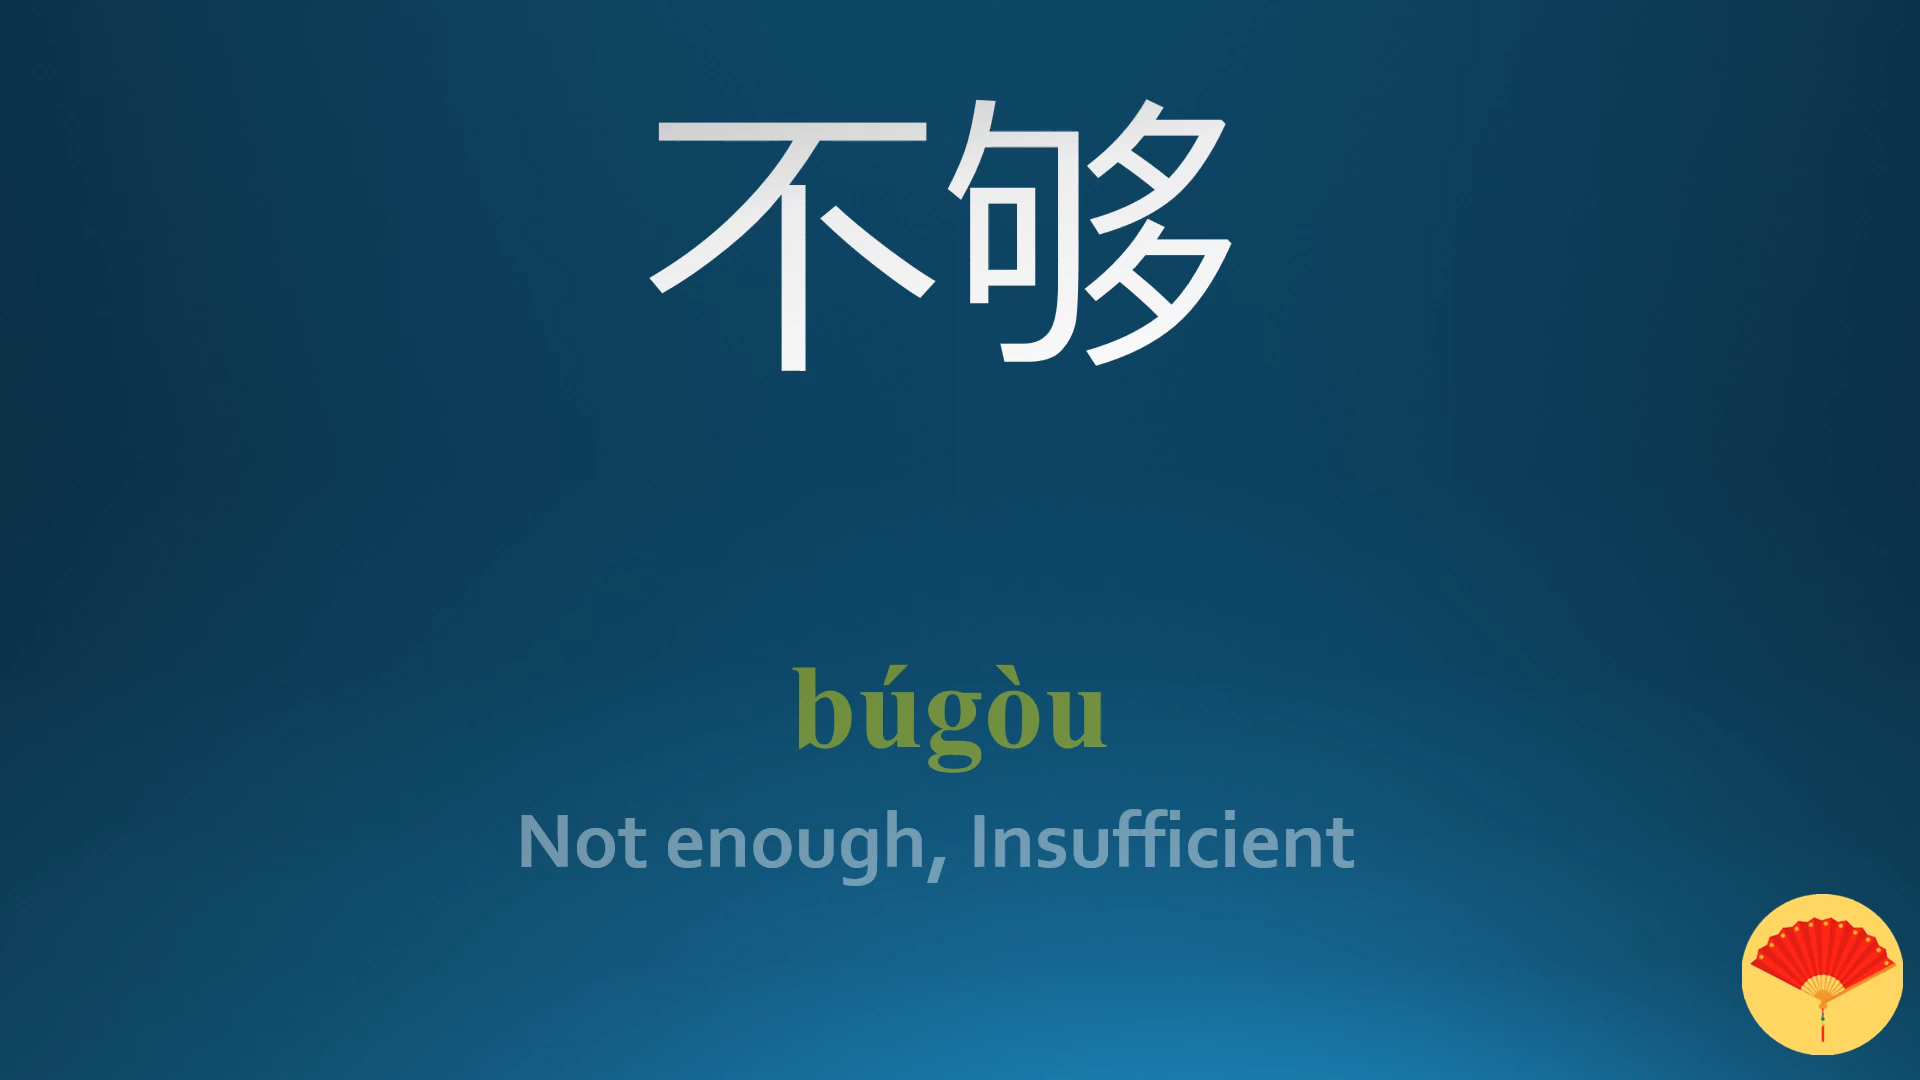 不够
búgòu
Not enough, Insufficient